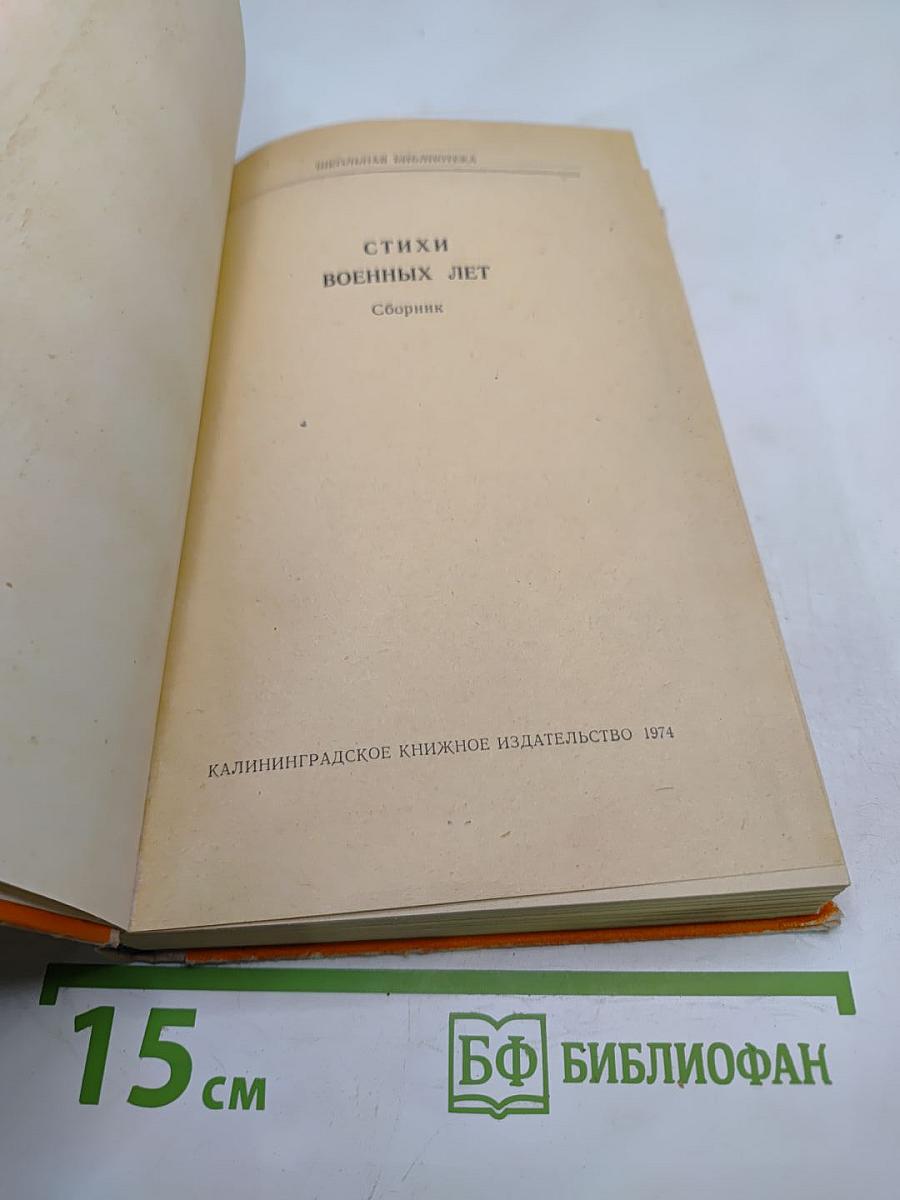 ШКОЛЬНАЯ БИБЛИОТЕКА
СТИХИ
ВОЕННЫХ ЛЕТ
Сборник
КАЛИНИНГРАДСКОЕ КНИЖНОЕ ИЗДАТЕЛЬСТВО 1974
15 см
БФ БИБЛИОФАН